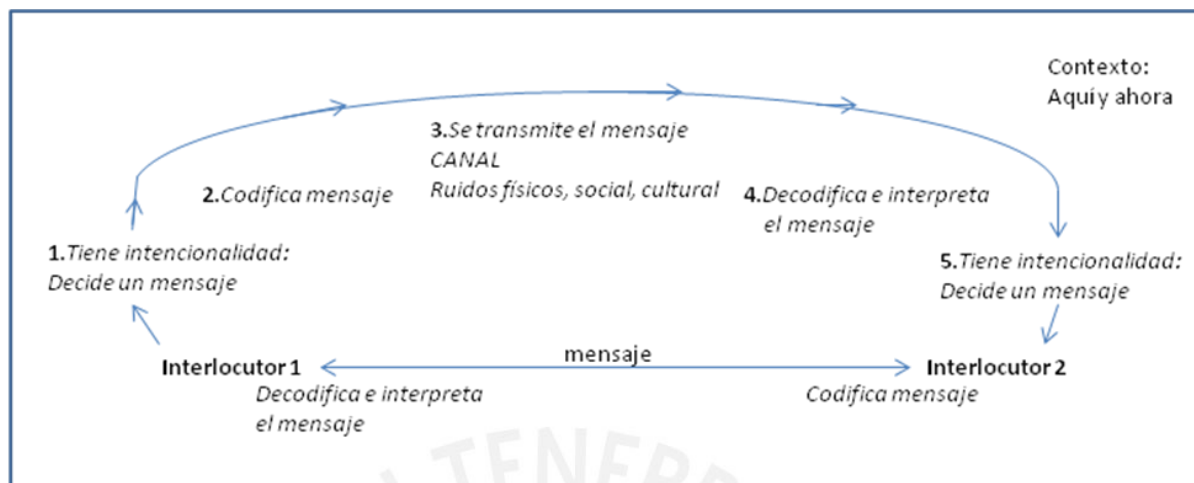 Contexto:
Aquí y ahora
3.Se transmite el mensaje
CANAL
Ruidos físicos, social, cultural
2.Codifica mensaje
4.Decodifica e interpreta
el mensaje
1.Tiene intencionalidad:
Decide un mensaje
5.Tiene intencionalidad:
Decide un mensaje
mensaje
Interlocutor 1
Interlocutor 2
Decodifica e interpreta
el mensaje
Codifica mensaje